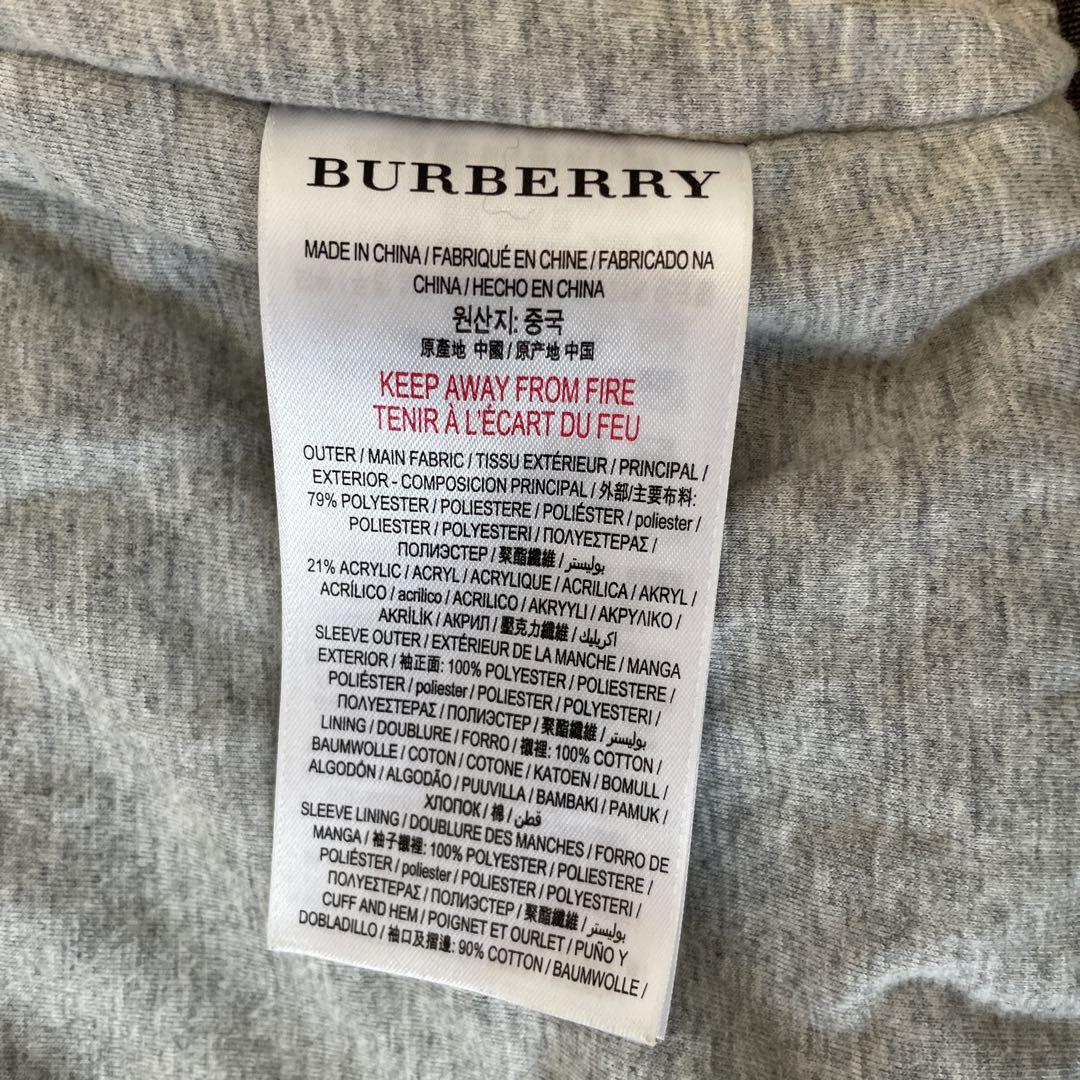 BURBERRY
MADE IN CHINA / FABRIQUÉ EN CHINE / FABRICADO NA
CHINA / HECHO EN CHINA
원산지: 중국
原產地 中國 / 原产地 中国
KEEP AWAY FROM FIRE
TENIR À L'ÉCART DU FEU
OUTER / MAIN FABRIC / TISSU EXTÉRIEUR / PRINCIPAL /
EXTERIOR - COMPOSICION PRINCIPAL / 外部/主要布料:
79% POLYESTER / POLIESTERE / POLIÉSTER / poliester /
POLIESTER / POLYESTERI / ΠΟΛΥΕΣΤΕΡΑΣ /
ПОЛИЭСТЕР / 聚酯纖維 / بوليستر
21% ACRYLIC / ACRYL / ACRYLIQUE / ACRILICA / AKRYL /
ACRÍLICO / acrilico / ACRILICO / AKRYYLI / ΑΚΡΥΛΙΚΟ /
AKRİLİK / АКРИЛ / 壓克力纖維 / اكريليك
SLEEVE OUTER / EXTÉRIEUR DE LA MANCHE / MANGA
EXTERIOR / 袖正面: 100% POLYESTER / POLIESTERE /
POLIÉSTER / poliester / POLIESTER / POLYESTERI /
ΠΟΛΥΕΣΤΕΡΑΣ / ПОЛИЭСТЕР / 聚酯纖維 / بوليستر
LINING / DOUBLURE / FORRO / 襯裡: 100% COTTON /
BAUMWOLLE / COTON / COTONE / KATOEN / BOMULL /
ALGODÓN / ALGODÃO / PUUVILLA / BAMBAKI / PAMUK /
ХЛОПОК / 棉 / قطن
SLEEVE LINING / DOUBLURE DES MANCHES / FORRO DE
MANGA / 袖子襯裡: 100% POLYESTER / POLIESTERE /
POLIÉSTER / poliester / POLIESTER / POLYESTERI /
ΠΟΛΥΕΣΤΕΡΑΣ / ПОЛИЭСТЕР / 聚酯纖維 / بوليستر
CUFF AND HEM / POIGNET ET OURLET / PUÑO Y
DOBLADILLO / 袖口及摺邊: 90% COTTON / BAUMWOLLE /